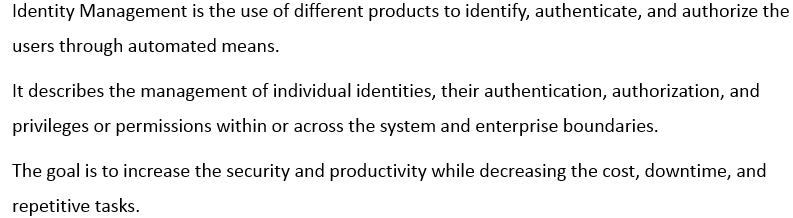 Identity Management is the use of different products to identify, authenticate, and authorize the
users through automated means.
It describes the management of individual identities, their authentication, authorization, and
privileges or permissions within or across the system and enterprise boundaries.
The goal is to increase the security and productivity while decreasing the cost, downtime, and
repetitive tasks.